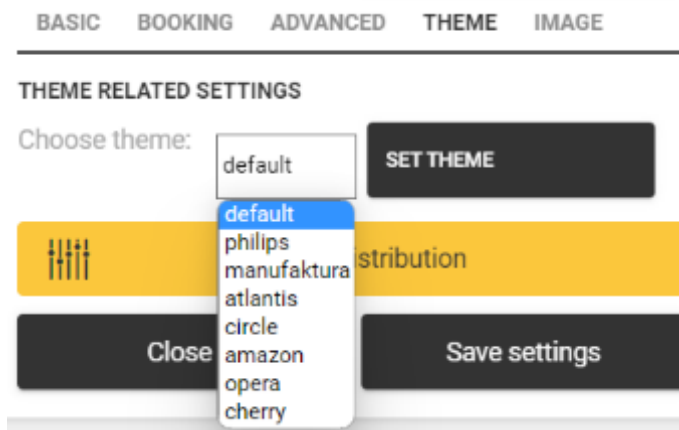 BASIC BOOKING ADVANCED THEME IMAGE
THEME RELATED SETTINGS
Choose theme:
default
SET THEME
default
philips
manufaktura
atlantis
circle
amazon
opera
cherry
Close
Save settings